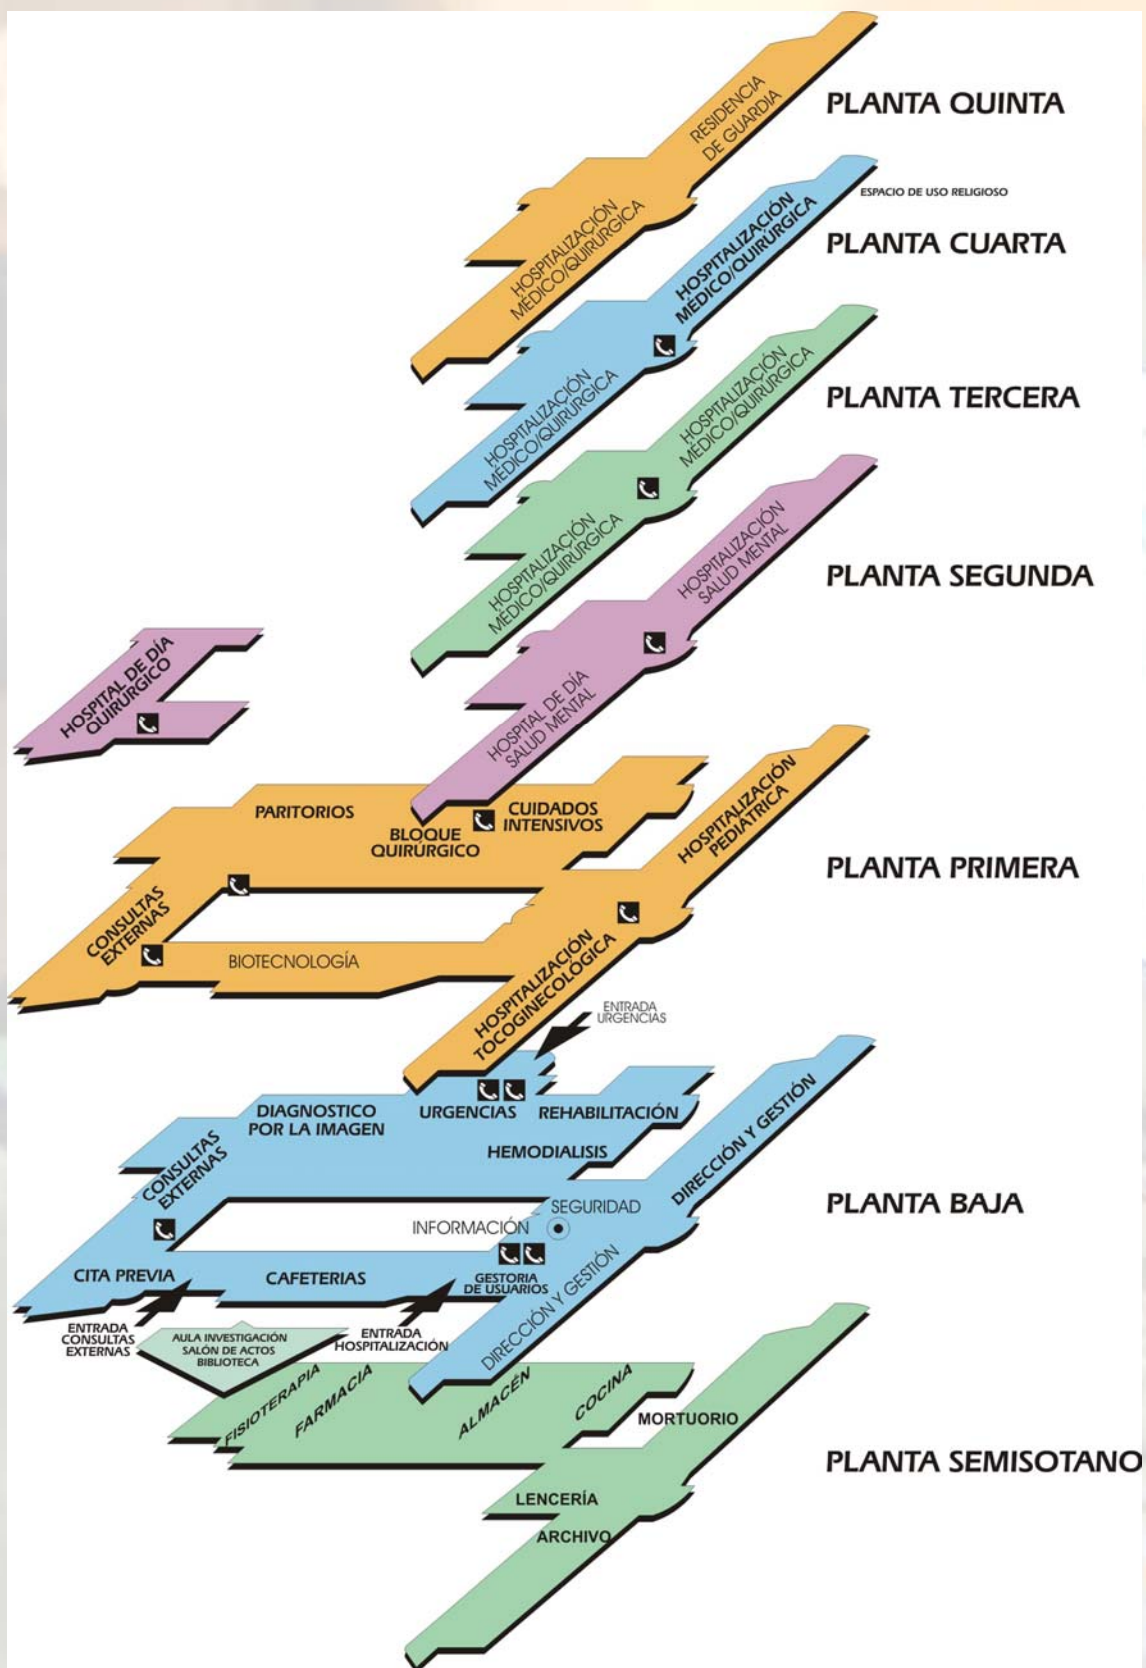 PLANTA QUINTA
RESIDENCIA
DE GUARDIA
HOSPITALIZACIÓN
MÉDICO/QUIRÚRGICA
ESPACIO DE USO RELIGIOSO
PLANTA CUARTA
HOSPITALIZACIÓN
MÉDICO/QUIRÚRGICA
HOSPITALIZACIÓN
MÉDICO/QUIRÚRGICA
PLANTA TERCERA
HOSPITALIZACIÓN
MÉDICO/QUIRÚRGICA
HOSPITALIZACIÓN
MÉDICO/QUIRÚRGICA
PLANTA SEGUNDA
HOSPITALIZACIÓN
SALUD MENTAL
HOSPITAL DE DÍA
QUIRÚRGICO
HOSPITAL DE DÍA
SALUD MENTAL
PLANTA PRIMERA
PARITORIOS
BLOQUE
QUIRÚRGICO
CUIDADOS
INTENSIVOS
HOSPITALIZACIÓN
PEDIÁTRICA
CONSULTAS
EXTERNAS
BIOTECNOLOGÍA
HOSPITALIZACIÓN
TOCOGINECOLÓGICA
ENTRADA
URGENCIAS
PLANTA BAJA
DIAGNOSTICO
POR LA IMAGEN
URGENCIAS
REHABILITACIÓN
HEMODIALISIS
DIRECCIÓN Y GESTIÓN
CONSULTAS
EXTERNAS
SEGURIDAD
INFORMACIÓN
CITA PREVIA
CAFETERIAS
GESTORIA
DE USUARIOS
DIRECCIÓN Y GESTIÓN
ENTRADA
CONSULTAS
EXTERNAS
ENTRADA
HOSPITALIZACIÓN
AULA INVESTIGACIÓN
SALÓN DE ACTOS
BIBLIOTECA
PLANTA SEMISOTANO
FISIOTERAPIA
FARMACIA
ALMACÉN
COCINA
MORTUORIO
LENCERÍA
ARCHIVO